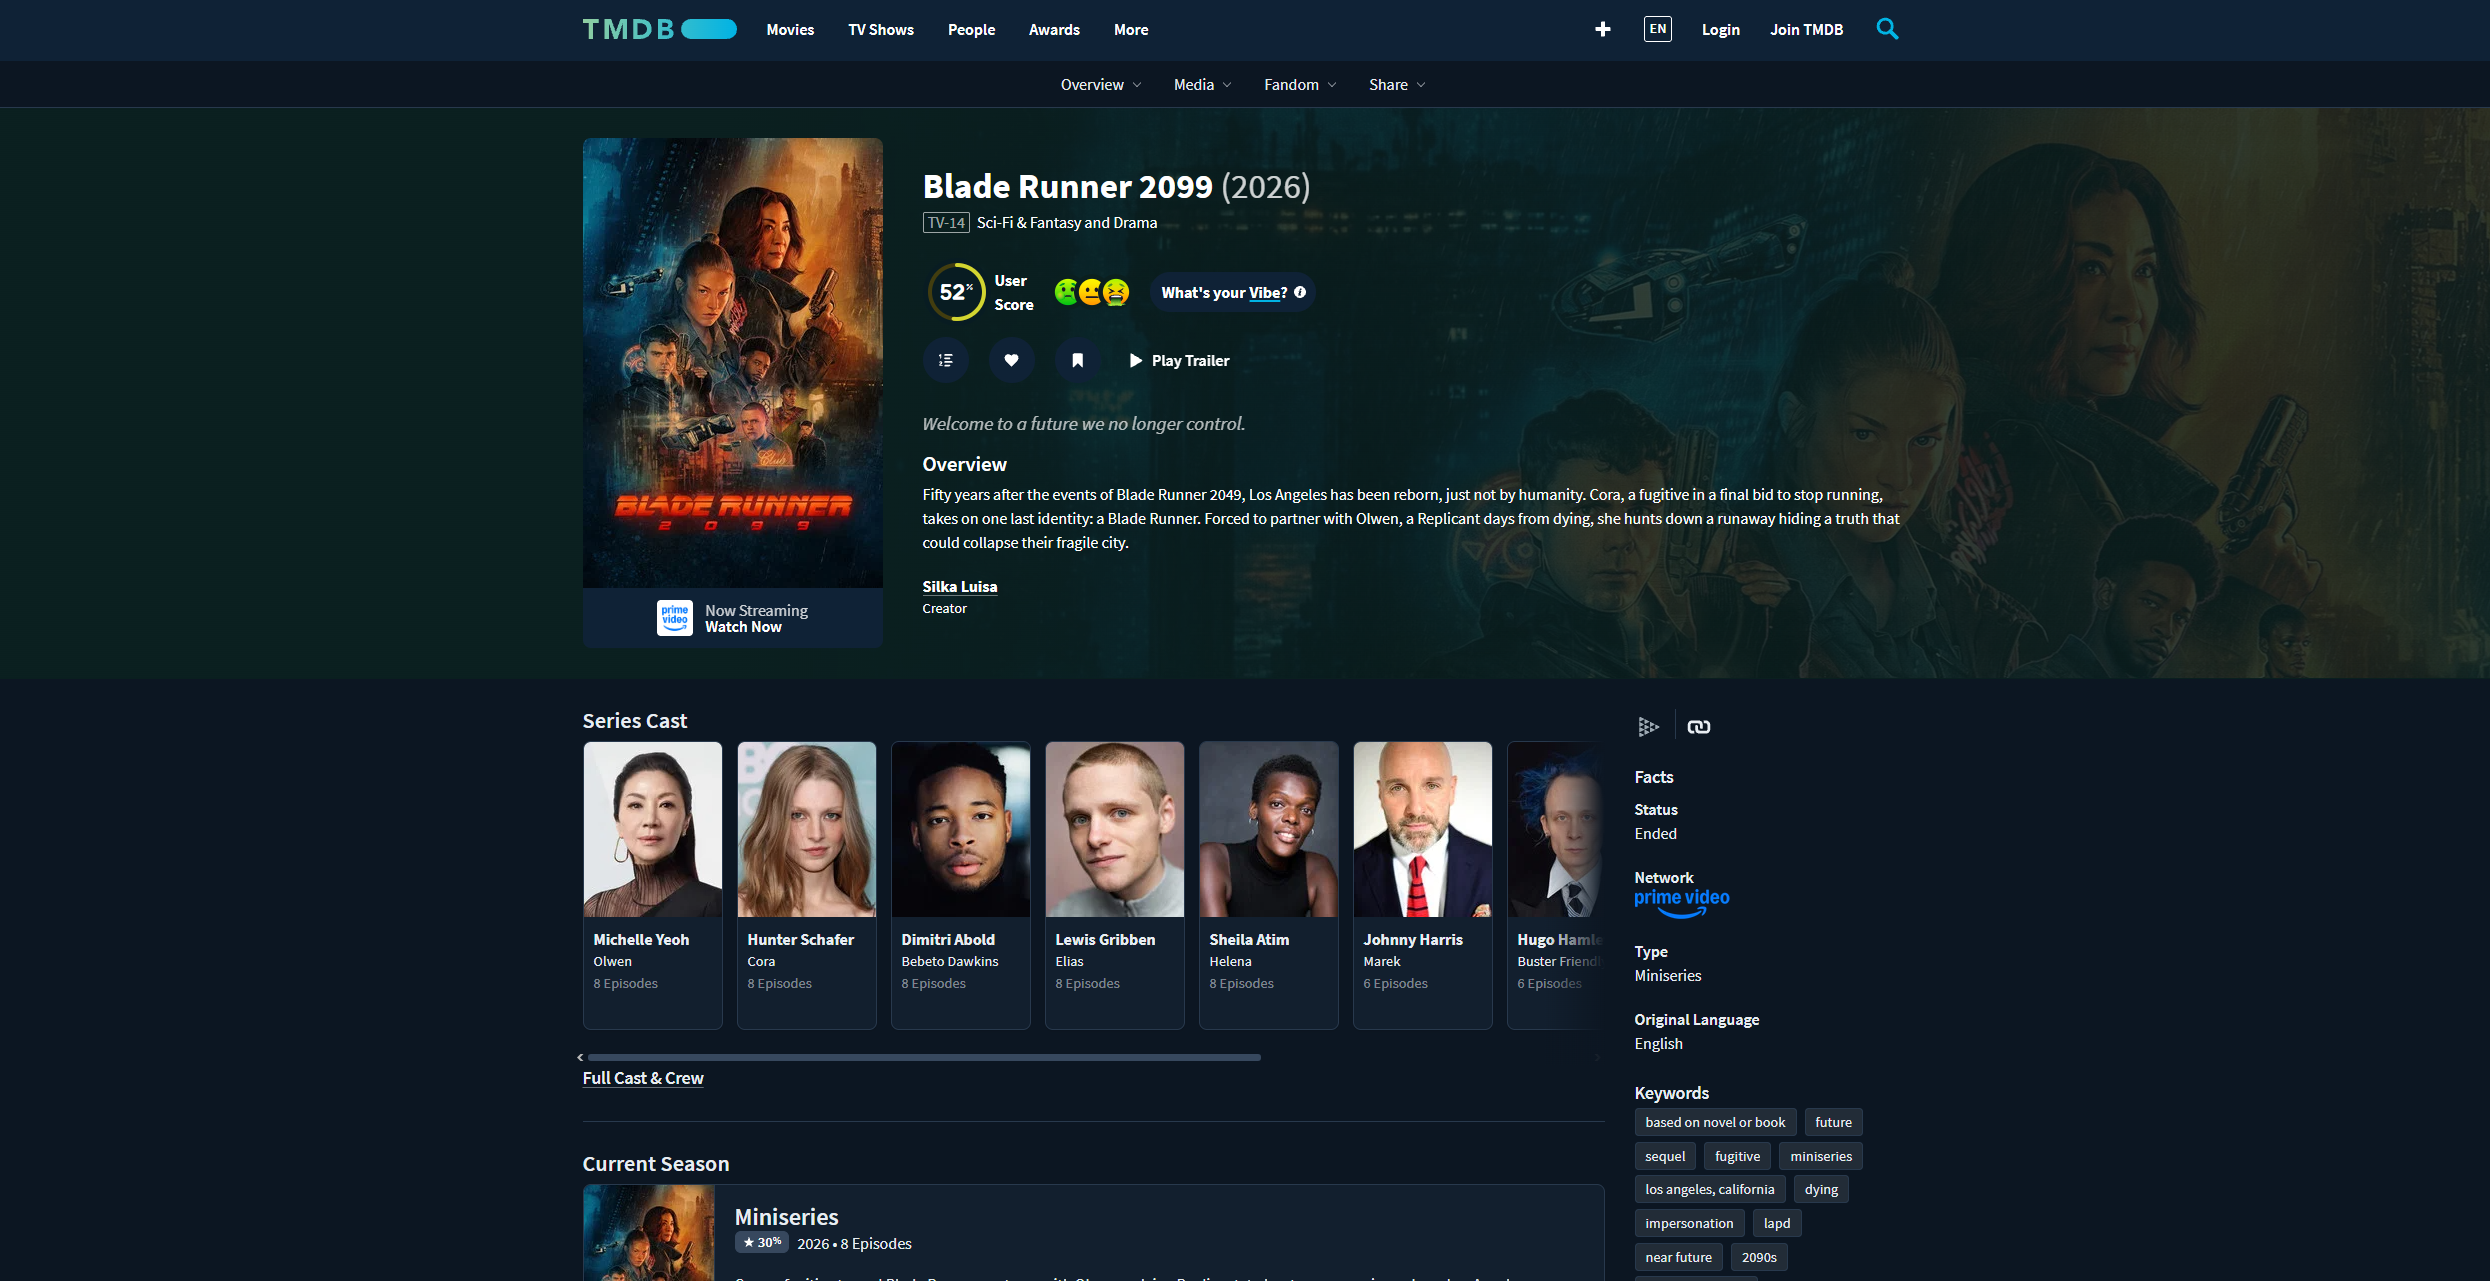 TMDB
Movies
TV Shows
People
Awards
More
EN
Login
Join TMDB
Overview
Media
Fandom
Share
BLADE RUNNER
2099
Club
prime video
Now Streaming
Watch Now
Blade Runner 2099 (2026)
TV-14 Sci-Fi & Fantasy and Drama
52%
User
Score
What's your Vibe?
Play Trailer
Welcome to a future we no longer control.
Overview
Fifty years after the events of Blade Runner 2049, Los Angeles has been reborn, just not by humanity. Cora, a fugitive in a final bid to stop running,
takes on one last identity: a Blade Runner. Forced to partner with Olwen, a Replicant days from dying, she hunts down a runaway hiding a truth that
could collapse their fragile city.
Silka Luisa
Creator
Series Cast
Michelle Yeoh
Olwen
8 Episodes
Hunter Schafer
Cora
8 Episodes
Dimitri Abold
Bebeto Dawkins
8 Episodes
Lewis Gribben
Elias
8 Episodes
Sheila Atim
Helena
8 Episodes
Johnny Harris
Marek
6 Episodes
Hugo
Buster
6 Episodes
Full Cast & Crew
Current Season
Miniseries
★ 30%
2026 • 8 Episodes
Facts
Status
Ended
Network
prime video
Type
Miniseries
Original Language
English
Keywords
based on novel or book
future
sequel
fugitive
miniseries
los angeles, california
dying
impersonation
lapd
near future
2090s